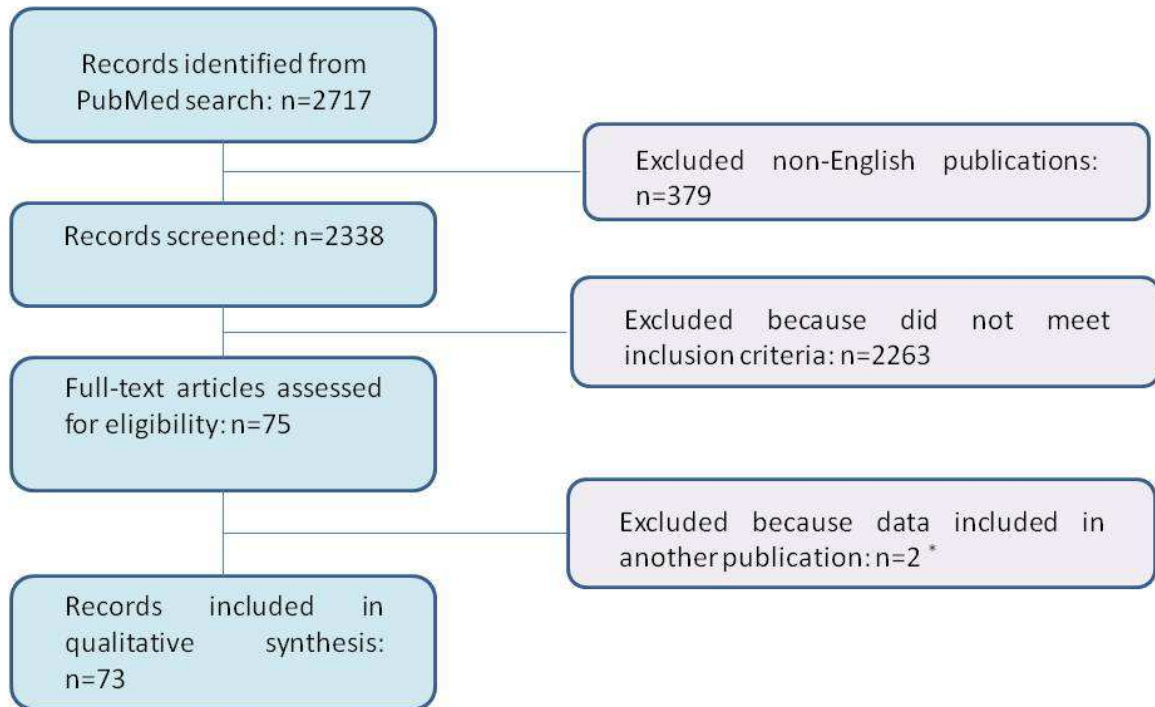 Records identified from
PubMed search: n=2717
Excluded non-English publications:
n=379
Records screened: n=2338
Excluded because did not meet
inclusion criteria: n=2263
Full-text articles assessed
for eligibility: n=75
Excluded because data included in
another publication: n=2 *
Records included in
qualitative synthesis:
n=73